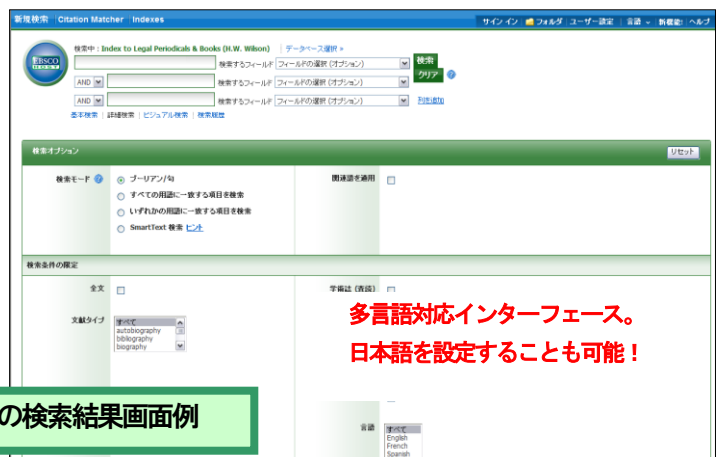 新規検索 Citation Matcher Indexes サインイン フォルダ ユーザー設定 言語 新機能! ヘルプ
検索中 : Index to Legal Periodicals & Books (H.W. Wilson) データベース選択 »
EBSCO HOST
検索するフィールド フィールドの選択 (オプション) 検索
クリア
AND 検索するフィールド フィールドの選択 (オプション)
AND 検索するフィールド フィールドの選択 (オプション) 列を追加
基本検索 詳細検索 ビジュアル検索 検索履歴
検索オプション リセット
検索モード ブーリアン/句 関連語を適用
すべての用語に一致する項目を検索
いずれかの用語に一致する項目を検索
SmartText 検索 ヒント
検索条件の限定
全文 学術誌 (査読)
文献タイプ すべて
autobiography
bibliography
biography
多言語対応インターフェース。
日本語を設定することも可能！
の検索結果画面例
言語 すべて
English
French
Spanish